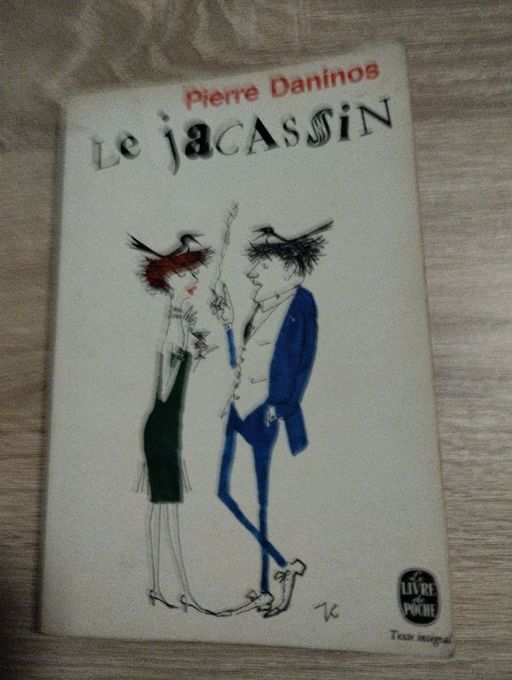 Pierre Daninos
Le jacassin
Le
LIVRE
de
POCHE
Texte intégral